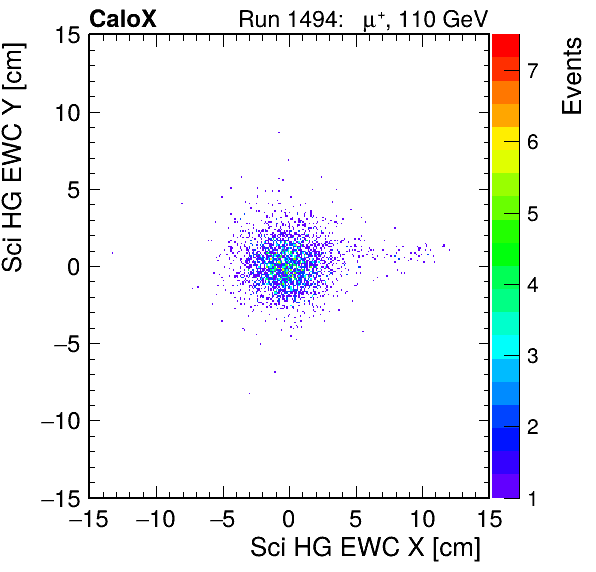 CaloX Run 1494: μ⁺, 110 GeV
Sci HG EWC Y [cm]
Events
15
10
5
0
−5
−10
−15
7
6
5
4
3
2
1
−15 −10 −5 0 5 10 15
Sci HG EWC X [cm]